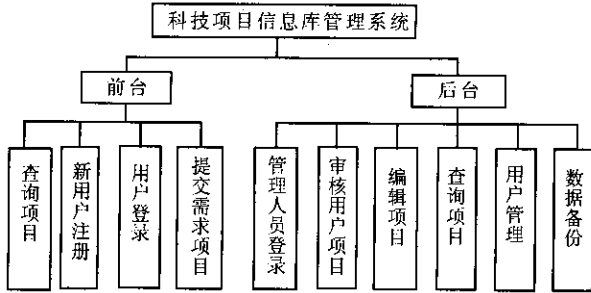 科技项目信息库管理系统
前台
后台
查询项目
新用户注册
用户登录
提交需求项目
管理人员登录
审核用户项目
编辑项目
查询项目
用户管理
数据备份